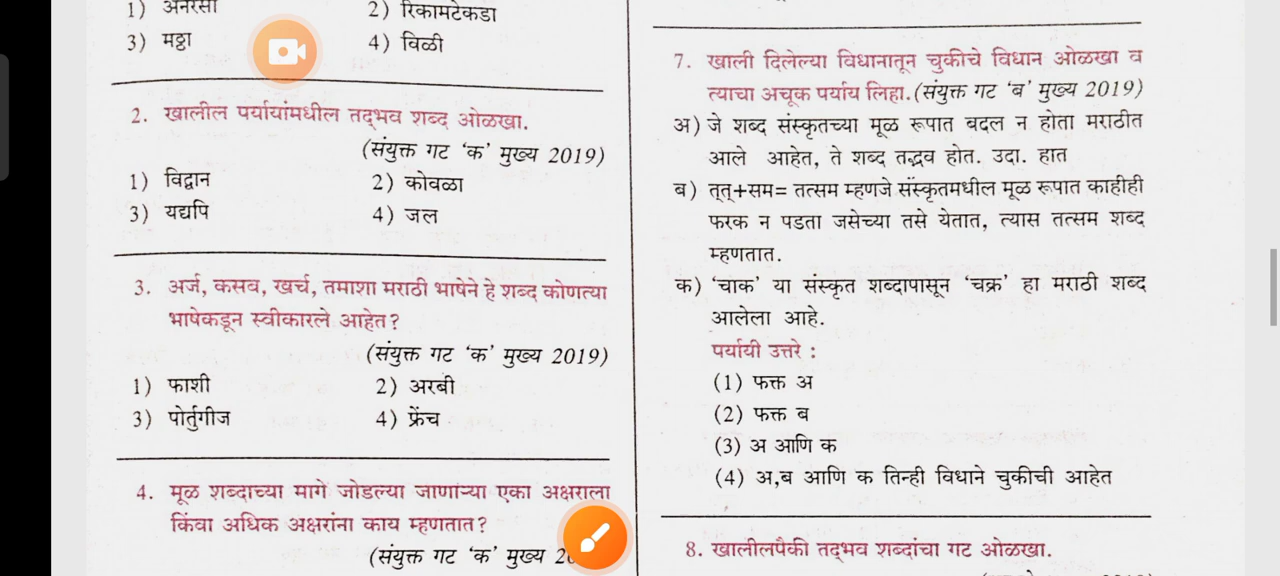 1) अनरसा 2) रिकामटेकडा
3) मठ्ठा 4) विळी
2. खालील पर्यायांमधील तद्‌भव शब्द ओळखा.
(संयुक्त गट ‘क’ मुख्य 2019)
1) विद्वान 2) कोवळा
3) यद्यपि 4) जल
3. अर्ज, कसब, खर्च, तमाशा मराठी भाषेने हे शब्द कोणत्या
भाषेकडून स्वीकारले आहेत?
(संयुक्त गट ‘क’ मुख्य 2019)
1) फाशी 2) अरबी
3) पोर्तुगीज 4) फ्रेंच
4. मूळ शब्दाच्या मागे जोडल्या जाणाऱ्या एका अक्षराला
किंवा अधिक अक्षरांना काय म्हणतात?
(संयुक्त गट ‘क’ मुख्य
7. खाली दिलेल्या विधानातून चुकीचे विधान ओळखा व
त्याचा अचूक पर्याय लिहा.(संयुक्त गट ‘ब’ मुख्य 2019)
अ) जे शब्द संस्कृतच्या मूळ रूपात बदल न होता मराठीत
आले आहेत, ते शब्द तद्भव होत. उदा. हात
ब) तृत्+सम= तत्सम म्हणजे संस्कृतमधील मूळ रूपात काहीही
फरक न पडता जसेच्या तसे येतात, त्यास तत्सम शब्द
म्हणतात.
क) ‘चाक’ या संस्कृत शब्दापासून ‘चक्र’ हा मराठी शब्द
आलेला आहे.
पर्यायी उत्तरे :
(1) फक्त अ
(2) फक्त ब
(3) अ आणि क
(4) अ,ब आणि क तिन्ही विधाने चुकीची आहेत
8. खालीलपैकी तद्‌भव शब्दांचा गट ओळखा.